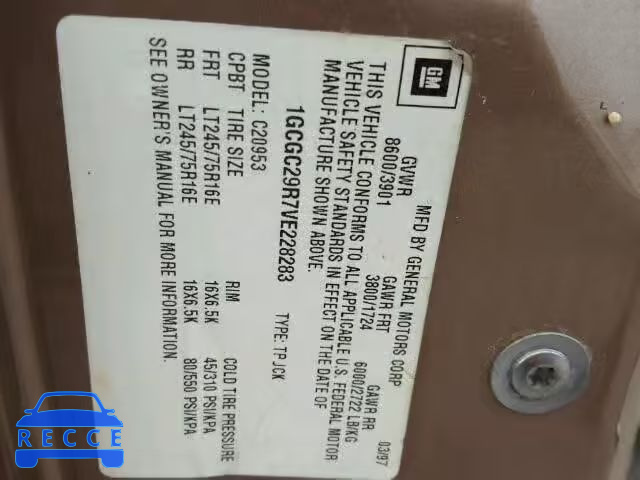 GM
MFD BY GENERAL MOTORS CORP 03/97
GVWR GAWR FRT GAWR RR
8600/3901 3800/1724 6000/2722 LB/KG
THIS VEHICLE CONFORMS TO ALL APPLICABLE U.S. FEDERAL MOTOR
VEHICLE SAFETY STANDARDS IN EFFECT ON THE DATE OF
MANUFACTURE SHOWN ABOVE.
1GCGC29R7VE228283 TYPE: TPJCK
MODEL: C20953
CPBT TIRE SIZE RIM COLD TIRE PRESSURE
FRT LT245/75R16E 16X6.5K 45/310 PSI/KPA
RR LT245/75R16E 16X6.5K 80/550 PSI/KPA
SEE OWNER'S MANUAL FOR MORE INFORMATION.
RECCE